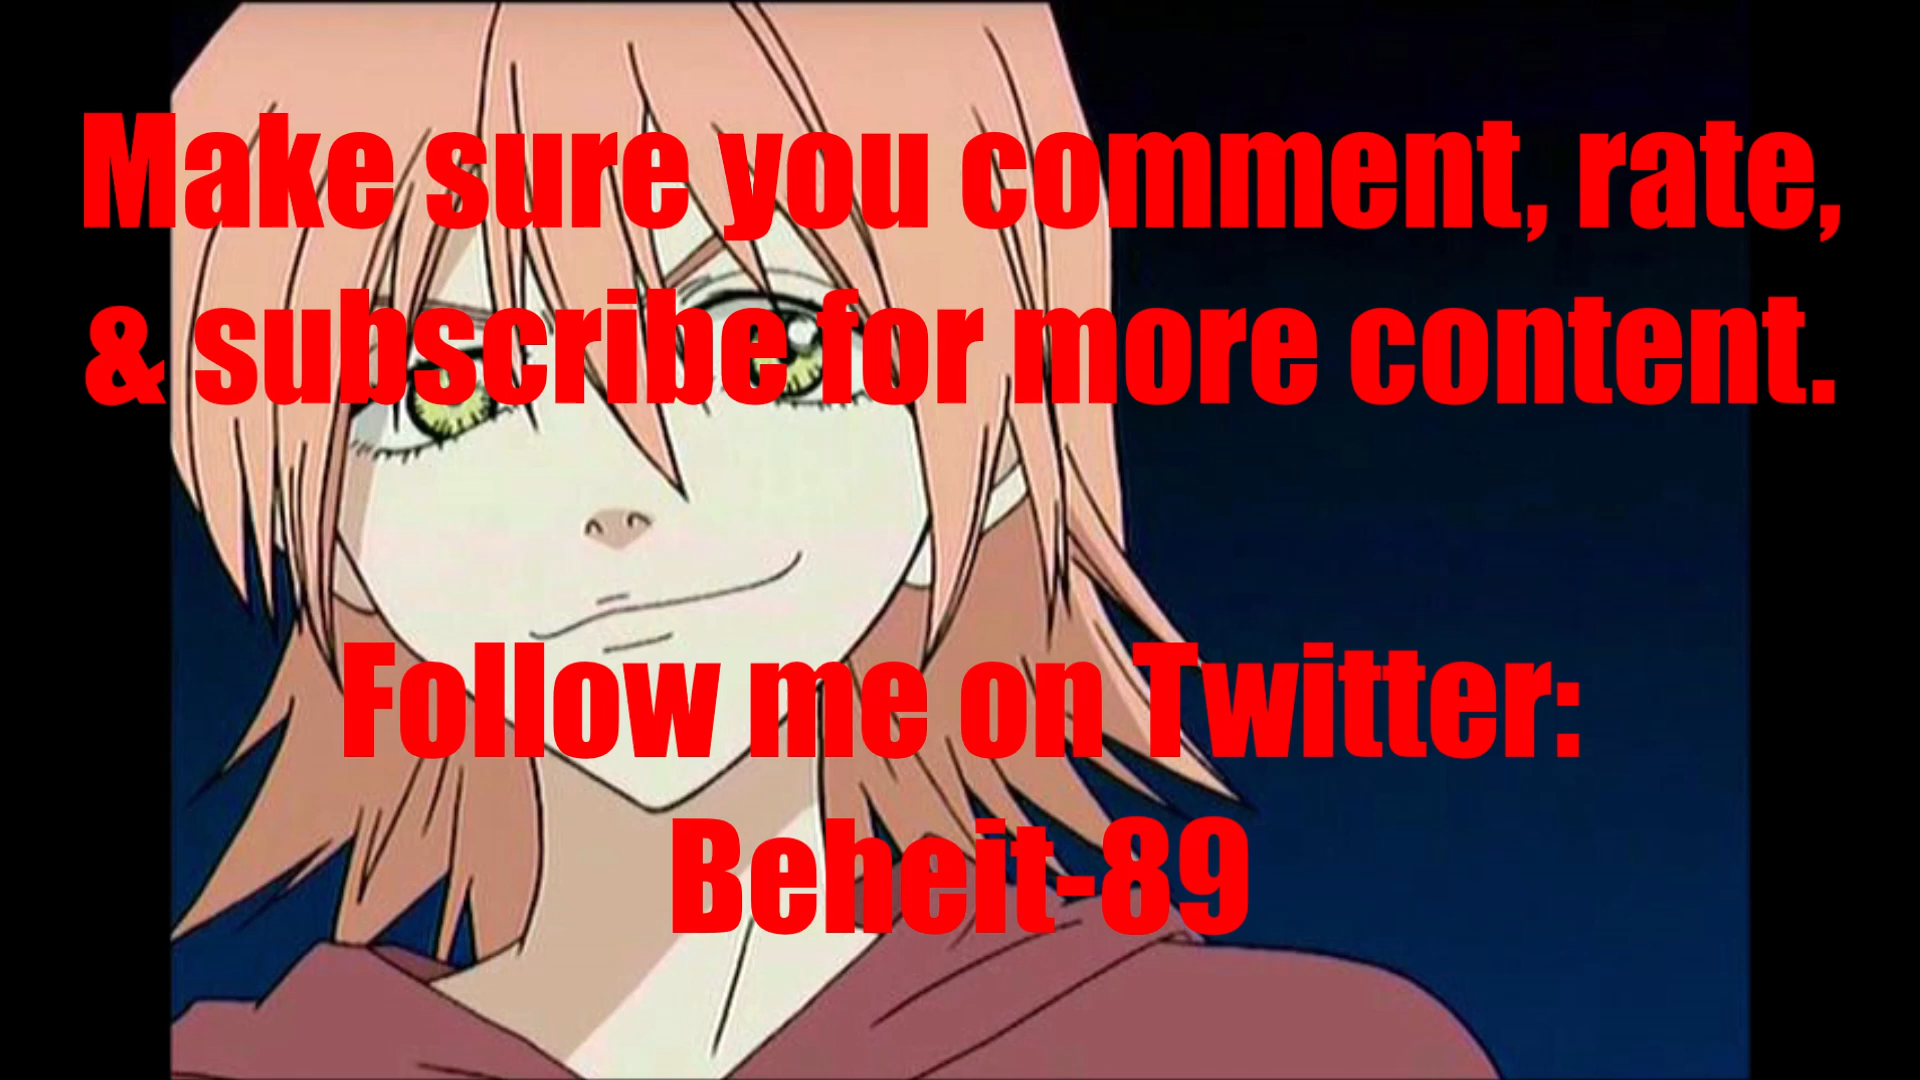 Make sure you comment, rate,
& subscribe for more content.
Follow me on Twitter:
Beheit-89